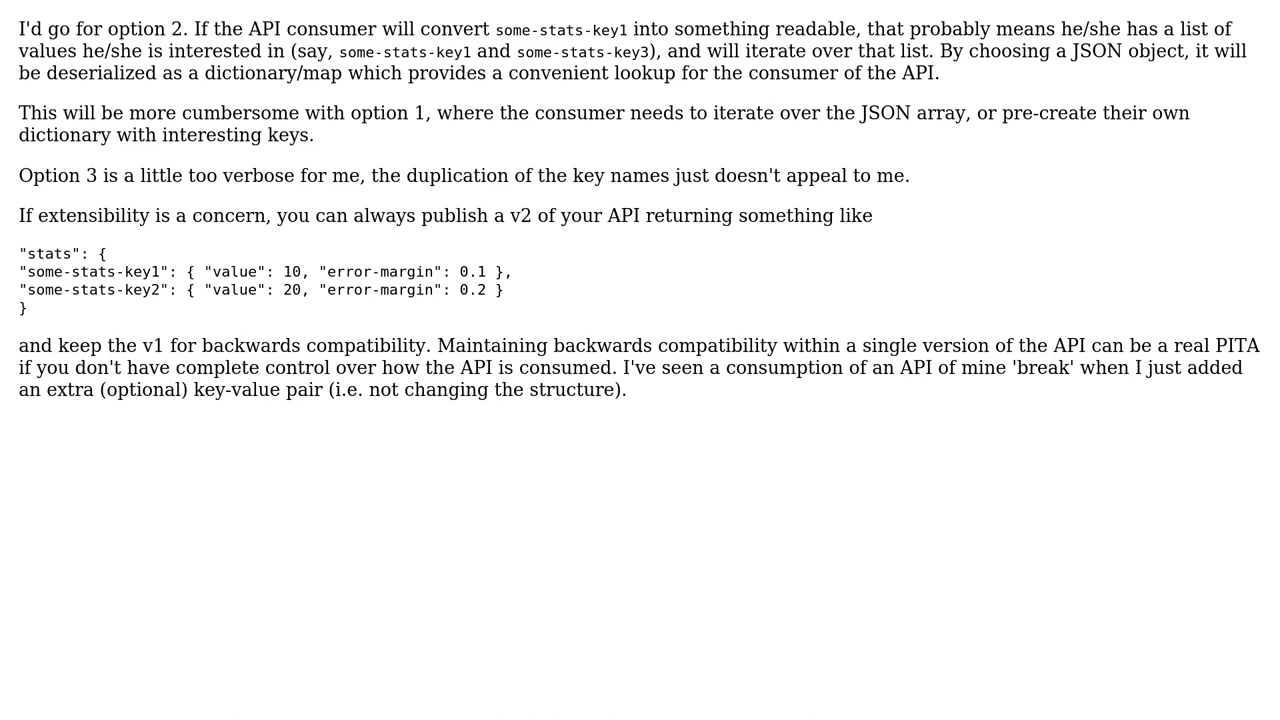 I'd go for option 2. If the API consumer will convert some-stats-key1 into something readable, that probably means he/she has a list of
values he/she is interested in (say, some-stats-key1 and some-stats-key3), and will iterate over that list. By choosing a JSON object, it will
be deserialized as a dictionary/map which provides a convenient lookup for the consumer of the API.
This will be more cumbersome with option 1, where the consumer needs to iterate over the JSON array, or pre-create their own
dictionary with interesting keys.
Option 3 is a little too verbose for me, the duplication of the key names just doesn't appeal to me.
If extensibility is a concern, you can always publish a v2 of your API returning something like
"stats": {
"some-stats-key1": { "value": 10, "error-margin": 0.1 },
"some-stats-key2": { "value": 20, "error-margin": 0.2 }
}
and keep the v1 for backwards compatibility. Maintaining backwards compatibility within a single version of the API can be a real PITA
if you don't have complete control over how the API is consumed. I've seen a consumption of an API of mine 'break' when I just added
an extra (optional) key-value pair (i.e. not changing the structure).